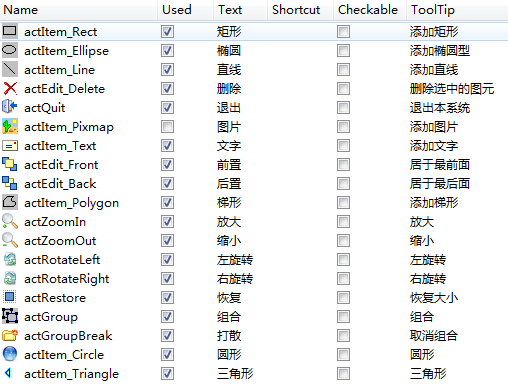 Name Used Text Shortcut Checkable ToolTip
actItem_Rect 矩形 添加矩形
actItem_Ellipse 椭圆 添加椭圆型
actItem_Line 直线 添加直线
actEdit_Delete 删除 删除选中的图元
actQuit 退出 退出本系统
actItem_Pixmap 图片 添加图片
actItem_Text 文字 添加文字
actEdit_Front 前置 居于最前面
actEdit_Back 后置 居于最后面
actItem_Polygon 梯形 添加梯形
actZoomIn 放大 放大
actZoomOut 缩小 缩小
actRotateLeft 左旋转 左旋转
actRotateRight 右旋转 右旋转
actRestore 恢复 恢复大小
actGroup 组合 组合
actGroupBreak 打散 取消组合
actItem_Circle 圆形 圆形
actItem_Triangle 三角形 三角形